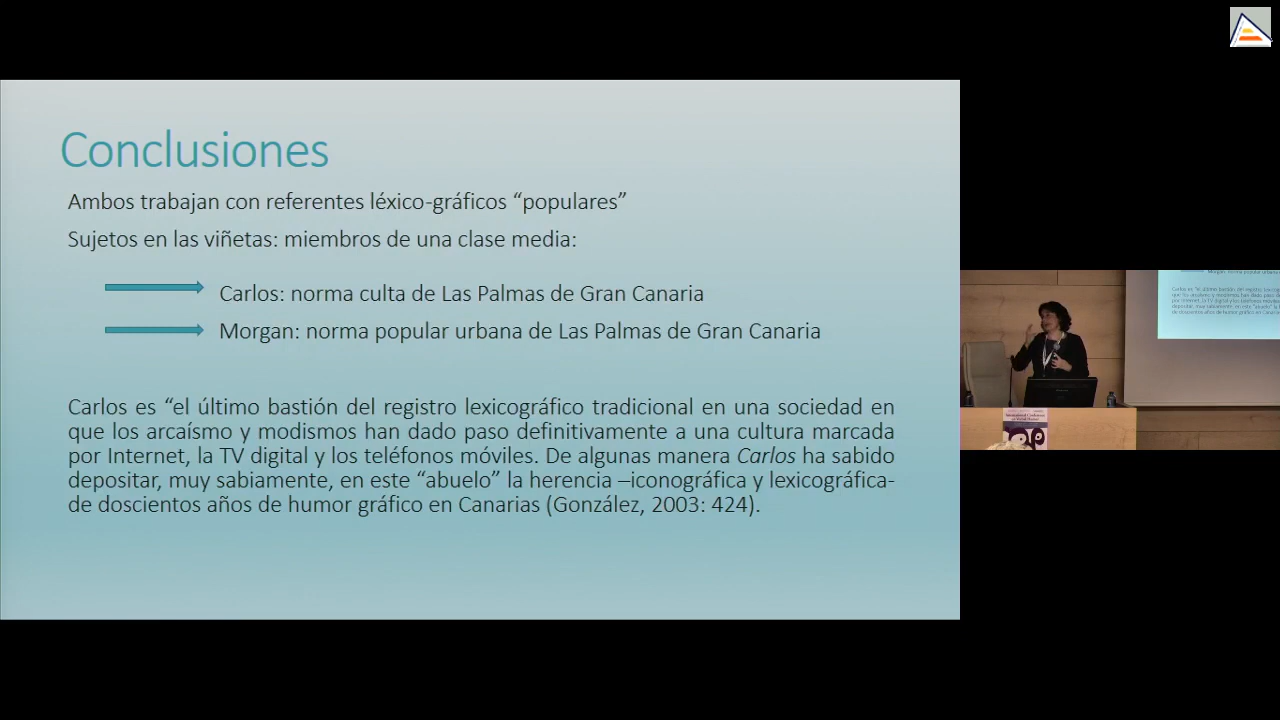 Conclusiones
Ambos trabajan con referentes léxico-gráficos “populares”
Sujetos en las viñetas: miembros de una clase media:
Carlos: norma culta de Las Palmas de Gran Canaria
Morgan: norma popular urbana de Las Palmas de Gran Canaria
Carlos es “el último bastión del registro lexicográfico tradicional en una sociedad en
que los arcaísmo y modismos han dado paso definitivamente a una cultura marcada
por Internet, la TV digital y los teléfonos móviles. De algunas manera Carlos ha sabido
depositar, muy sabiamente, en este “abuelo” la herencia –iconográfica y lexicográfica-
de doscientos años de humor gráfico en Canarias (González, 2003: 424).